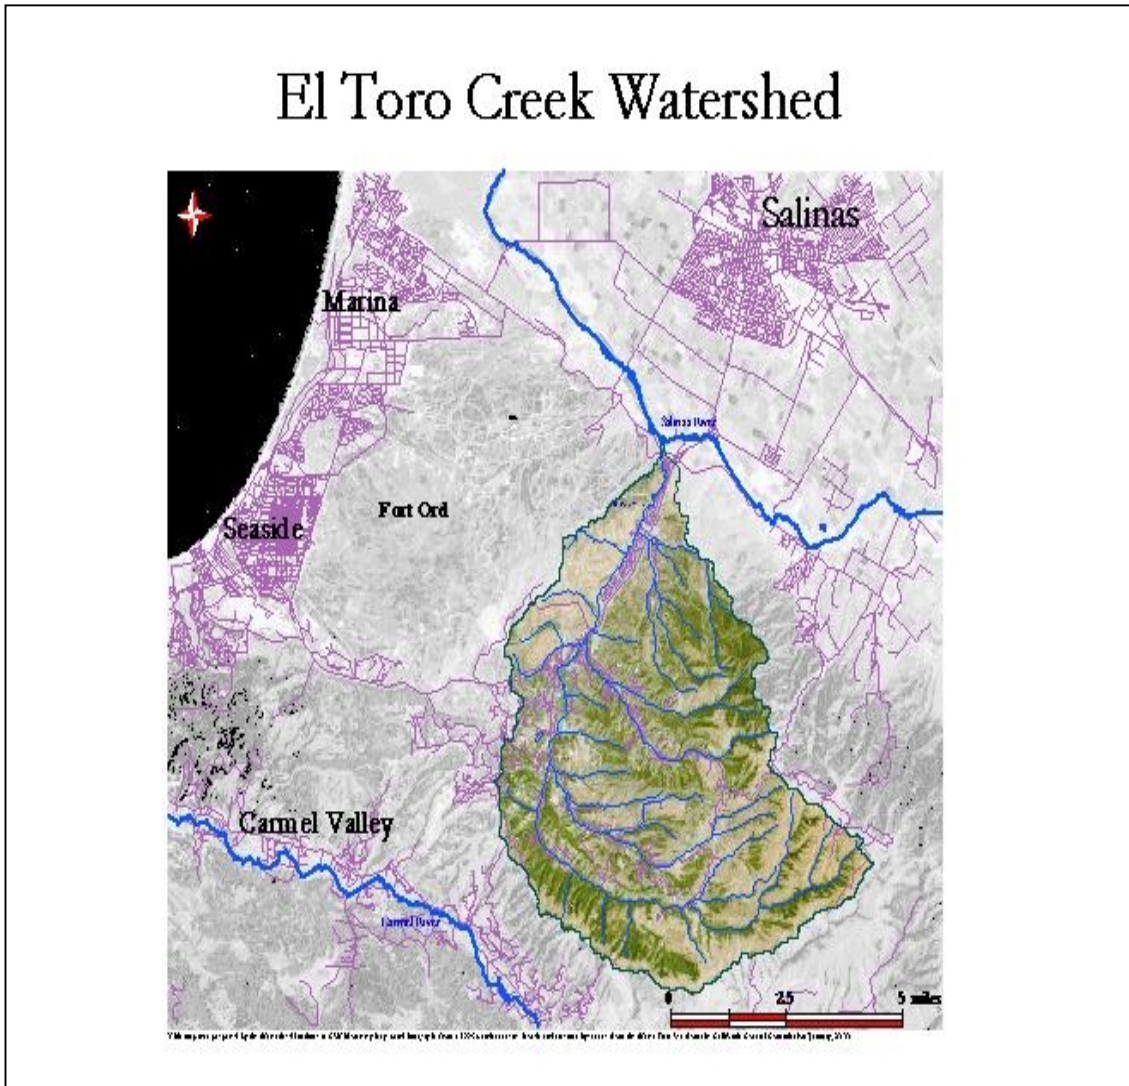 El Toro Creek Watershed
Salinas
Marina
Salinas River
Fort Ord
Seaside
Carmel Valley
Carmel River
0 2.5 5 miles